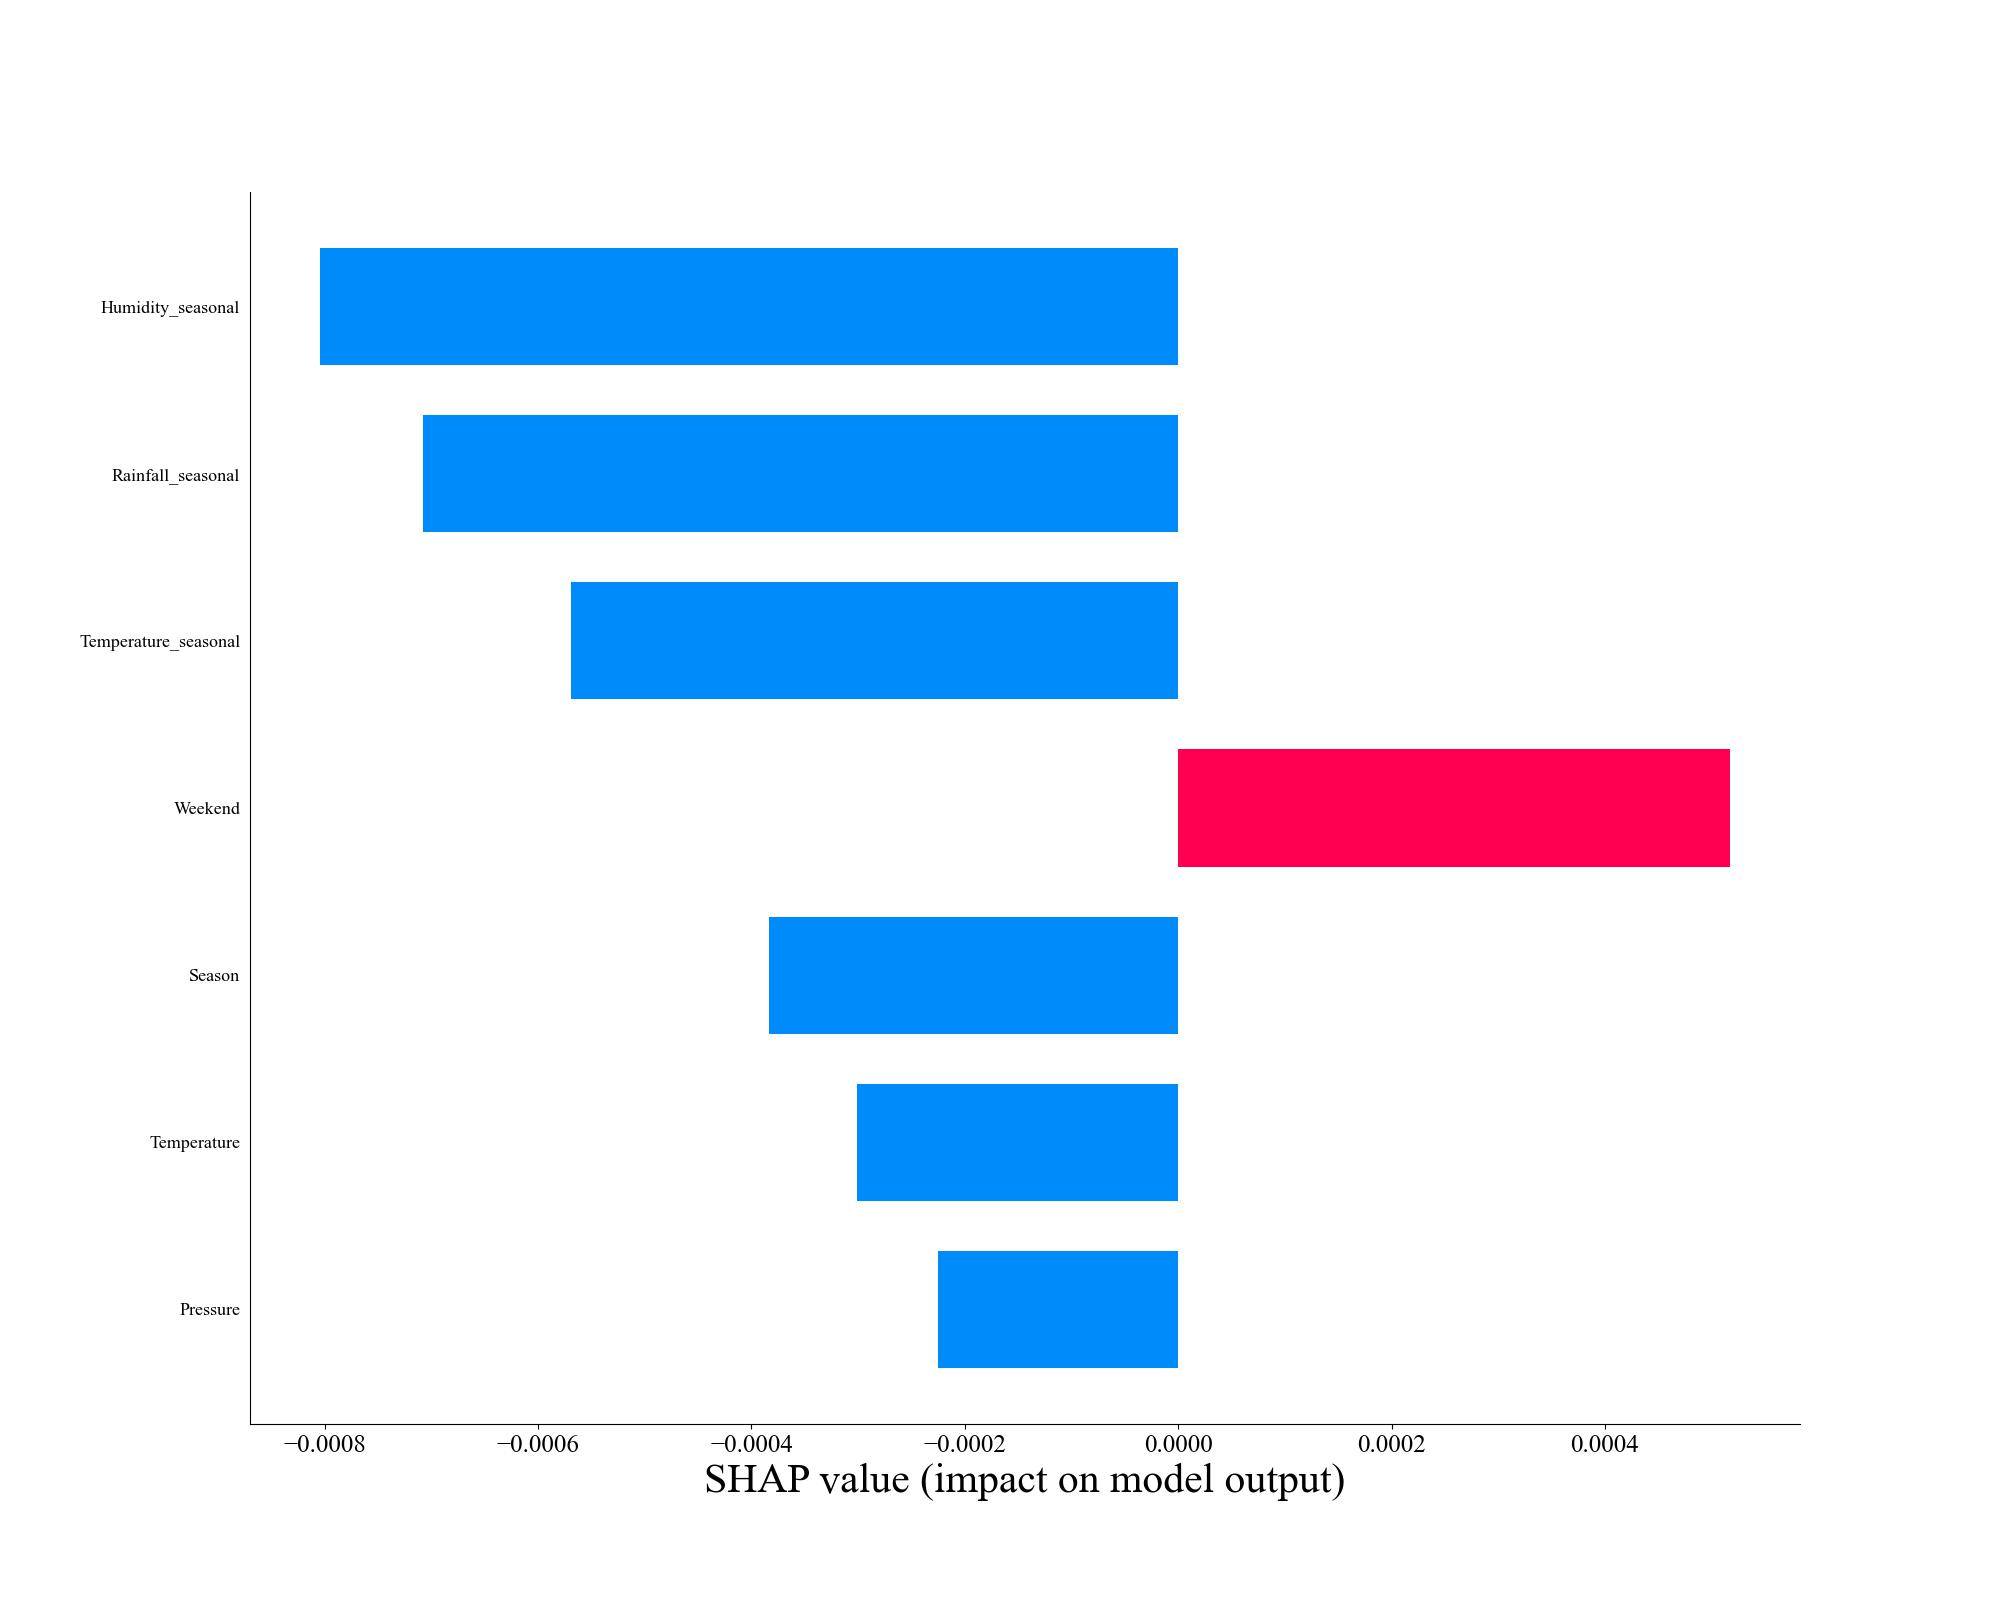 Humidity_seasonal
Rainfall_seasonal
Temperature_seasonal
Weekend
Season
Temperature
Pressure
−0.0008 −0.0006 −0.0004 −0.0002 0.0000 0.0002 0.0004
SHAP value (impact on model output)